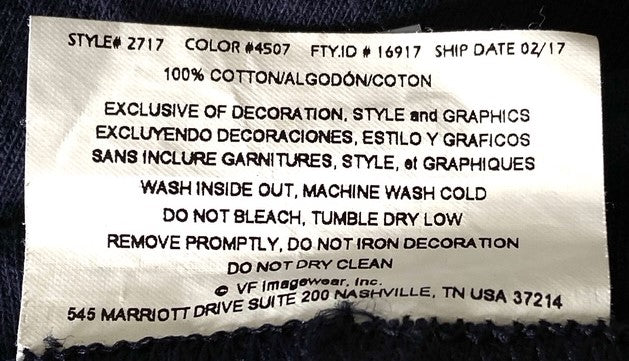 STYLE# 2717 COLOR #4507 FTY.ID # 16917 SHIP DATE 02/17
100% COTTON/ALGODÓN/COTON
EXCLUSIVE OF DECORATION, STYLE and GRAPHICS
EXCLUYENDO DECORACIONES, ESTILO Y GRAFICOS
SANS INCLURE GARNITURES, STYLE, et GRAPHIQUES
WASH INSIDE OUT, MACHINE WASH COLD
DO NOT BLEACH, TUMBLE DRY LOW
REMOVE PROMPTLY, DO NOT IRON DECORATION
DO NOT DRY CLEAN
© VF Imagewear, Inc.
545 MARRIOTT DRIVE SUITE 200 NASHVILLE, TN USA 37214